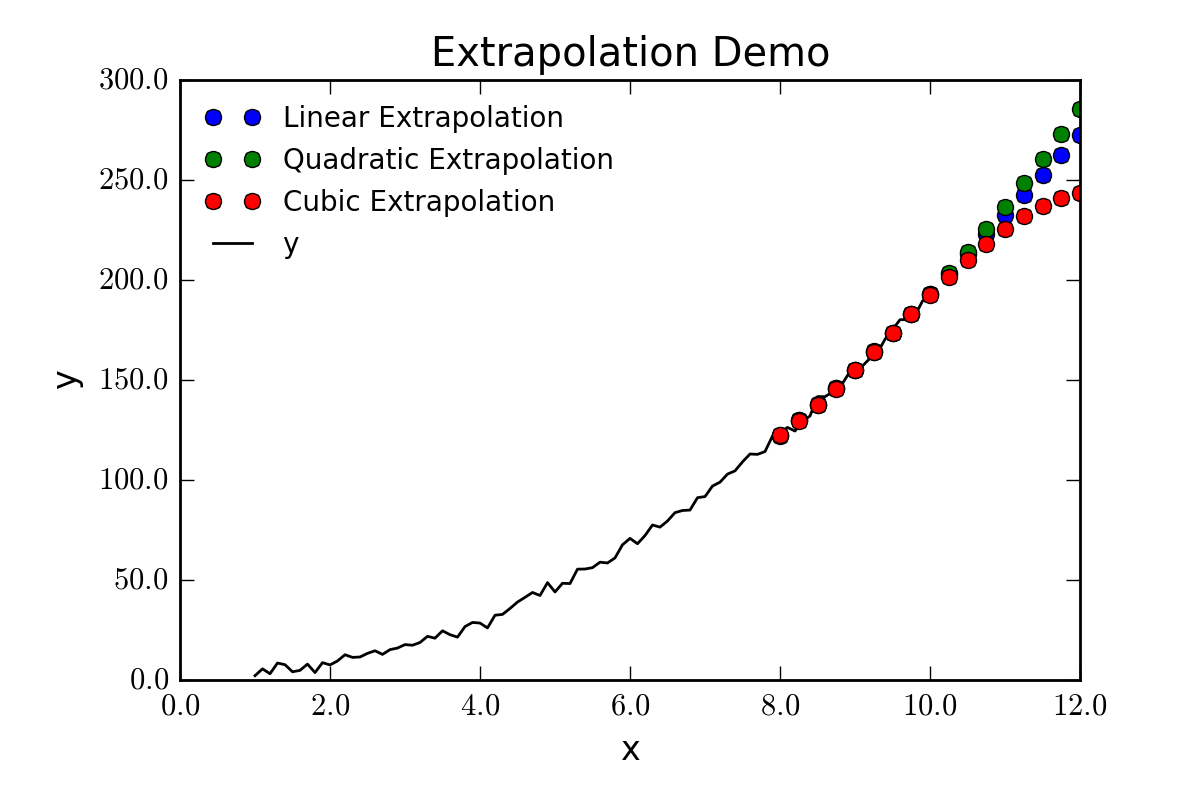 Extrapolation Demo
300.0
Linear Extrapolation
Quadratic Extrapolation
250.0
Cubic Extrapolation
y
200.0
y
150.0
100.0
50.0
0.0
0.0 2.0 4.0 6.0 8.0 10.0 12.0
x